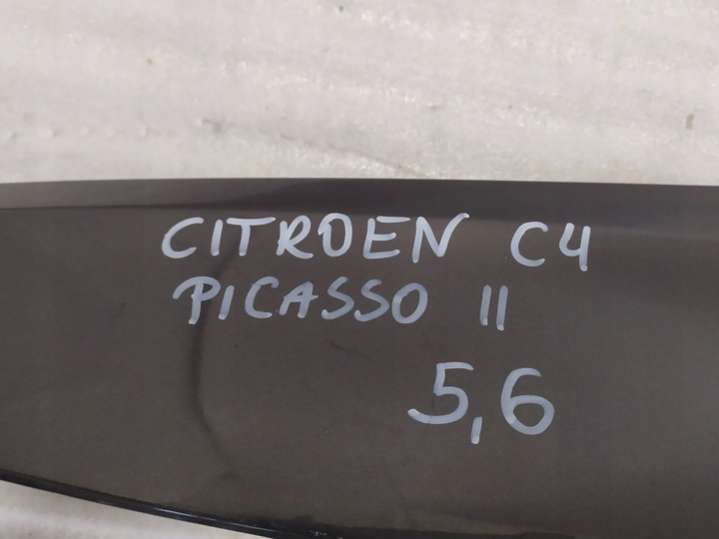 CITROEN C4
PICASSO II
5,6